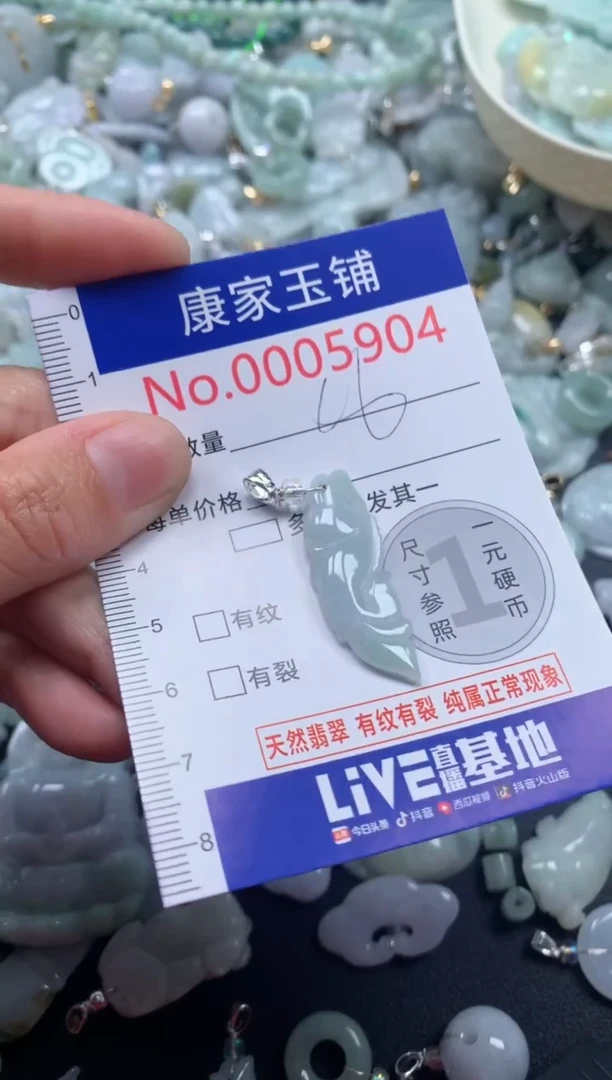 康家玉铺
No.0005904
数量
每单价格
多 发其一
有纹
有裂
尺寸参照
1
一元硬币
0
1
4
5
6
7
8
天然翡翠 有纹有裂 纯属正常现象
LiVE直播基地
头条 今日头条 抖音 西瓜视频 抖音火山版